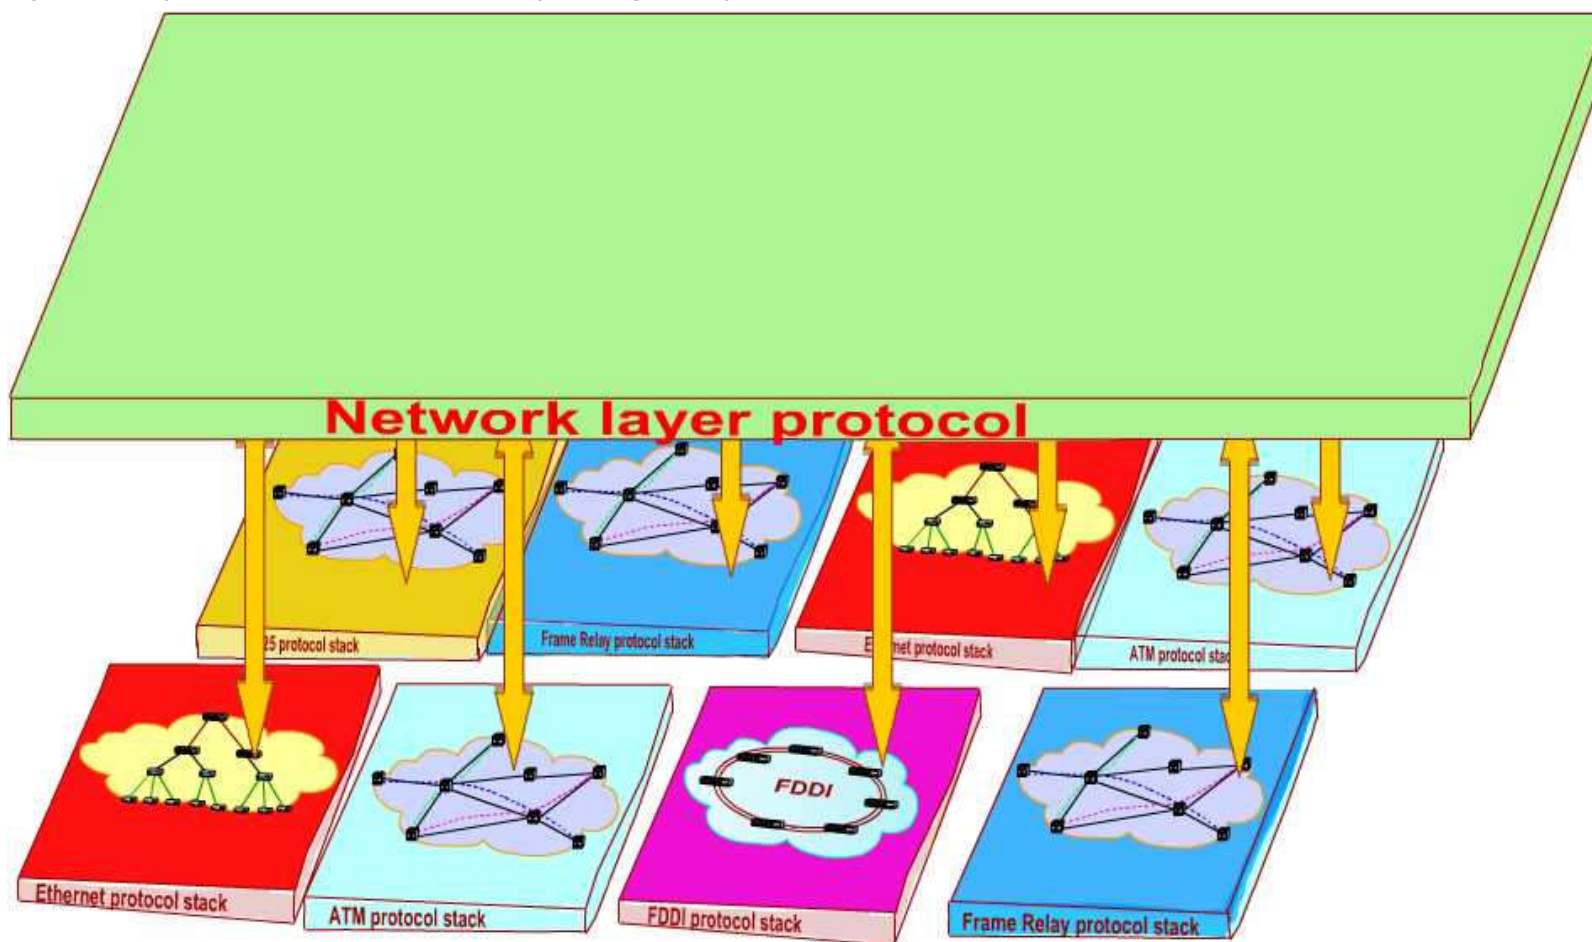 Network layer protocol
25 protocol stack
Frame Relay protocol stack
protocol stack
ATM protocol
FDDI
Ethernet protocol stack
ATM protocol stack
FDDI protocol stack
Frame Relay protocol stack